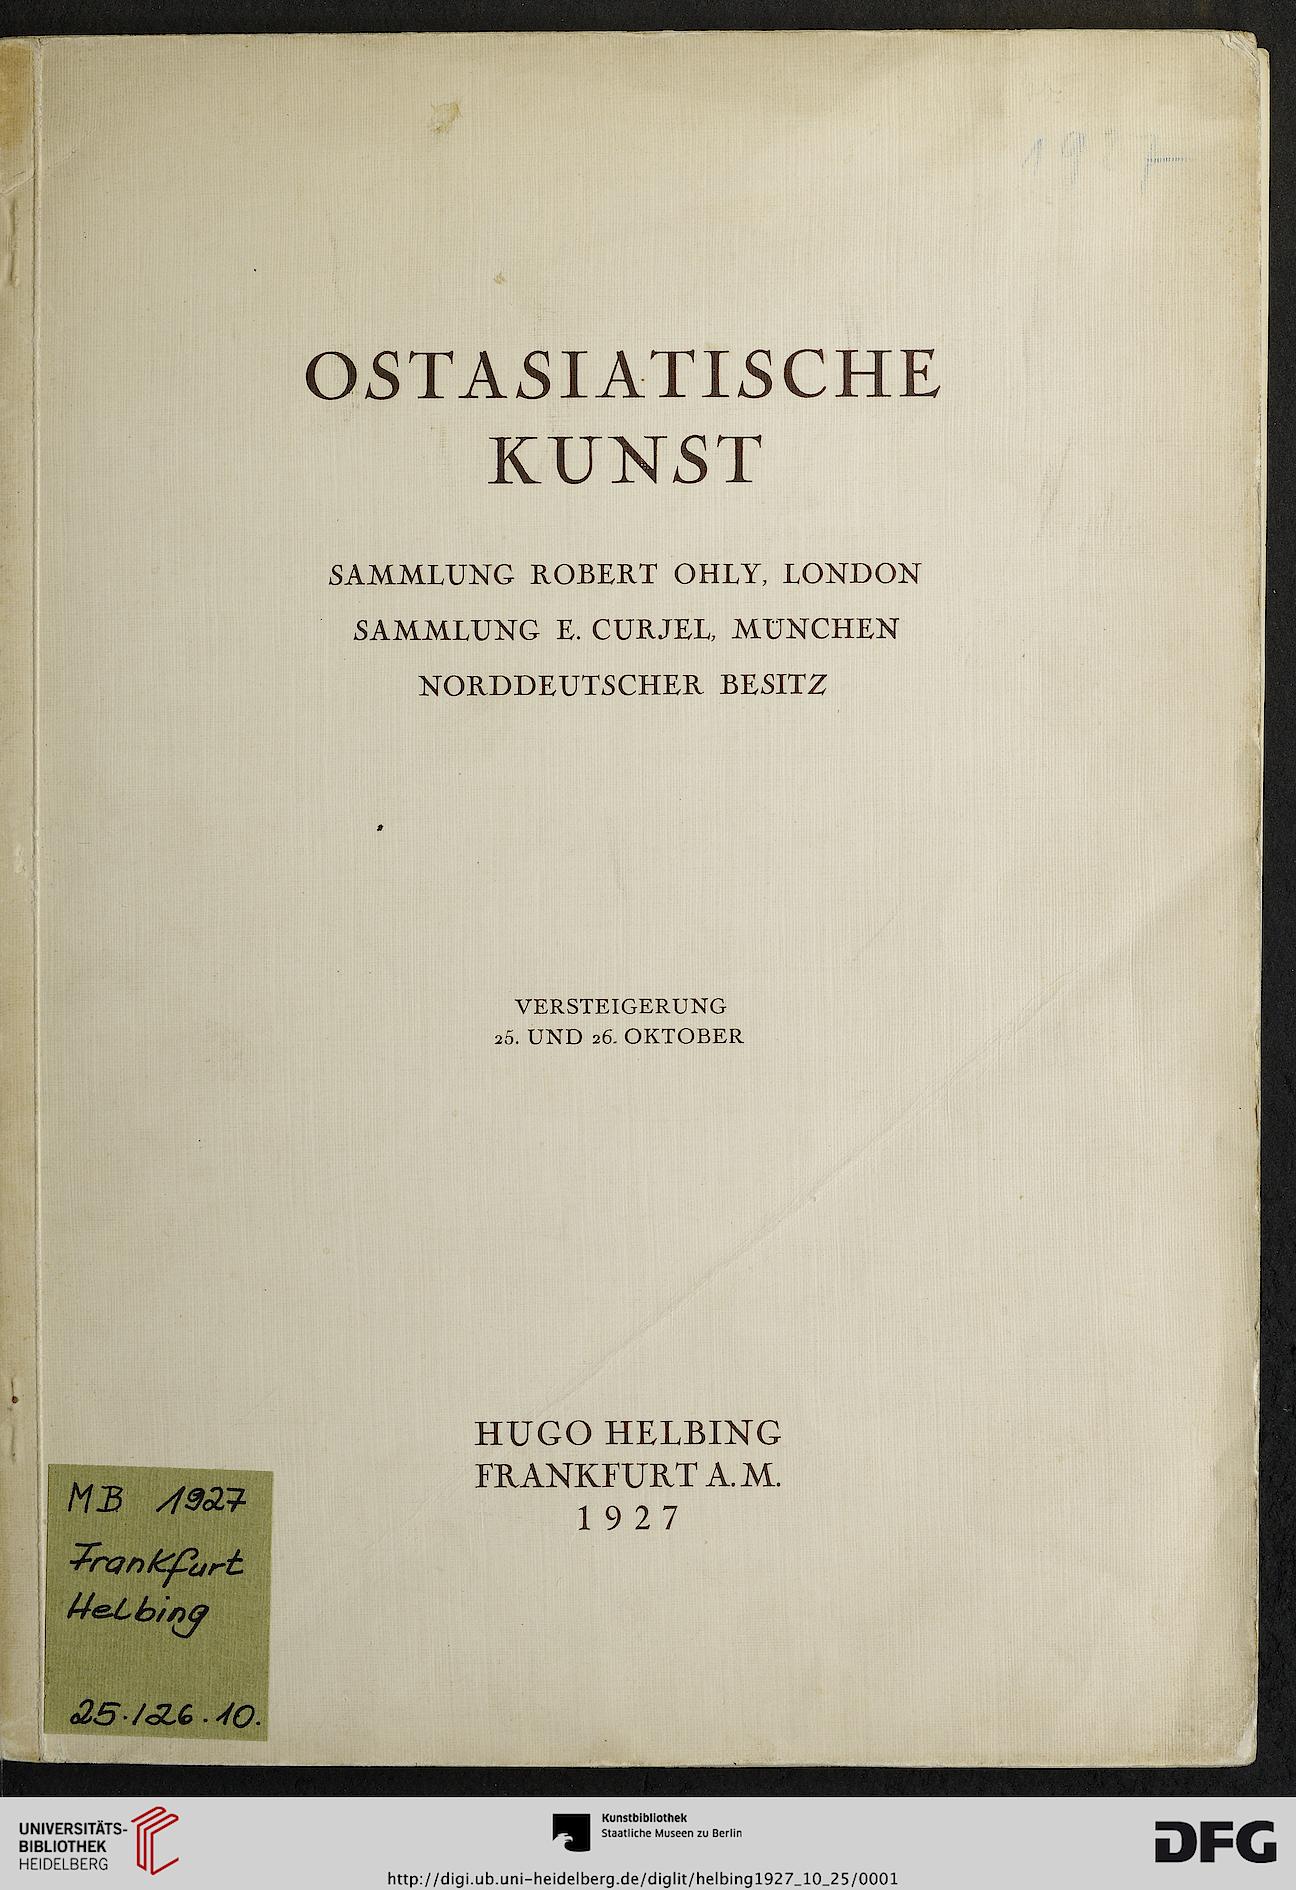 1927
OSTASIATISCHE
KUNST
SAMMLUNG ROBERT OHLY, LONDON
SAMMLUNG E. CURJEL, MÜNCHEN
NORDDEUTSCHER BESITZ
VERSTEIGERUNG
25. UND 26. OKTOBER
HUGO HELBING
FRANKFURT A. M.
1927
MB 1927
Frankfurt
Helbing
25./26.10.
UNIVERSITÄTS-
BIBLIOTHEK
HEIDELBERG
Kunstbibliothek
Staatliche Museen zu Berlin
http://digi.ub.uni-heidelberg.de/diglit/helbing1927_10_25/0001
DFG